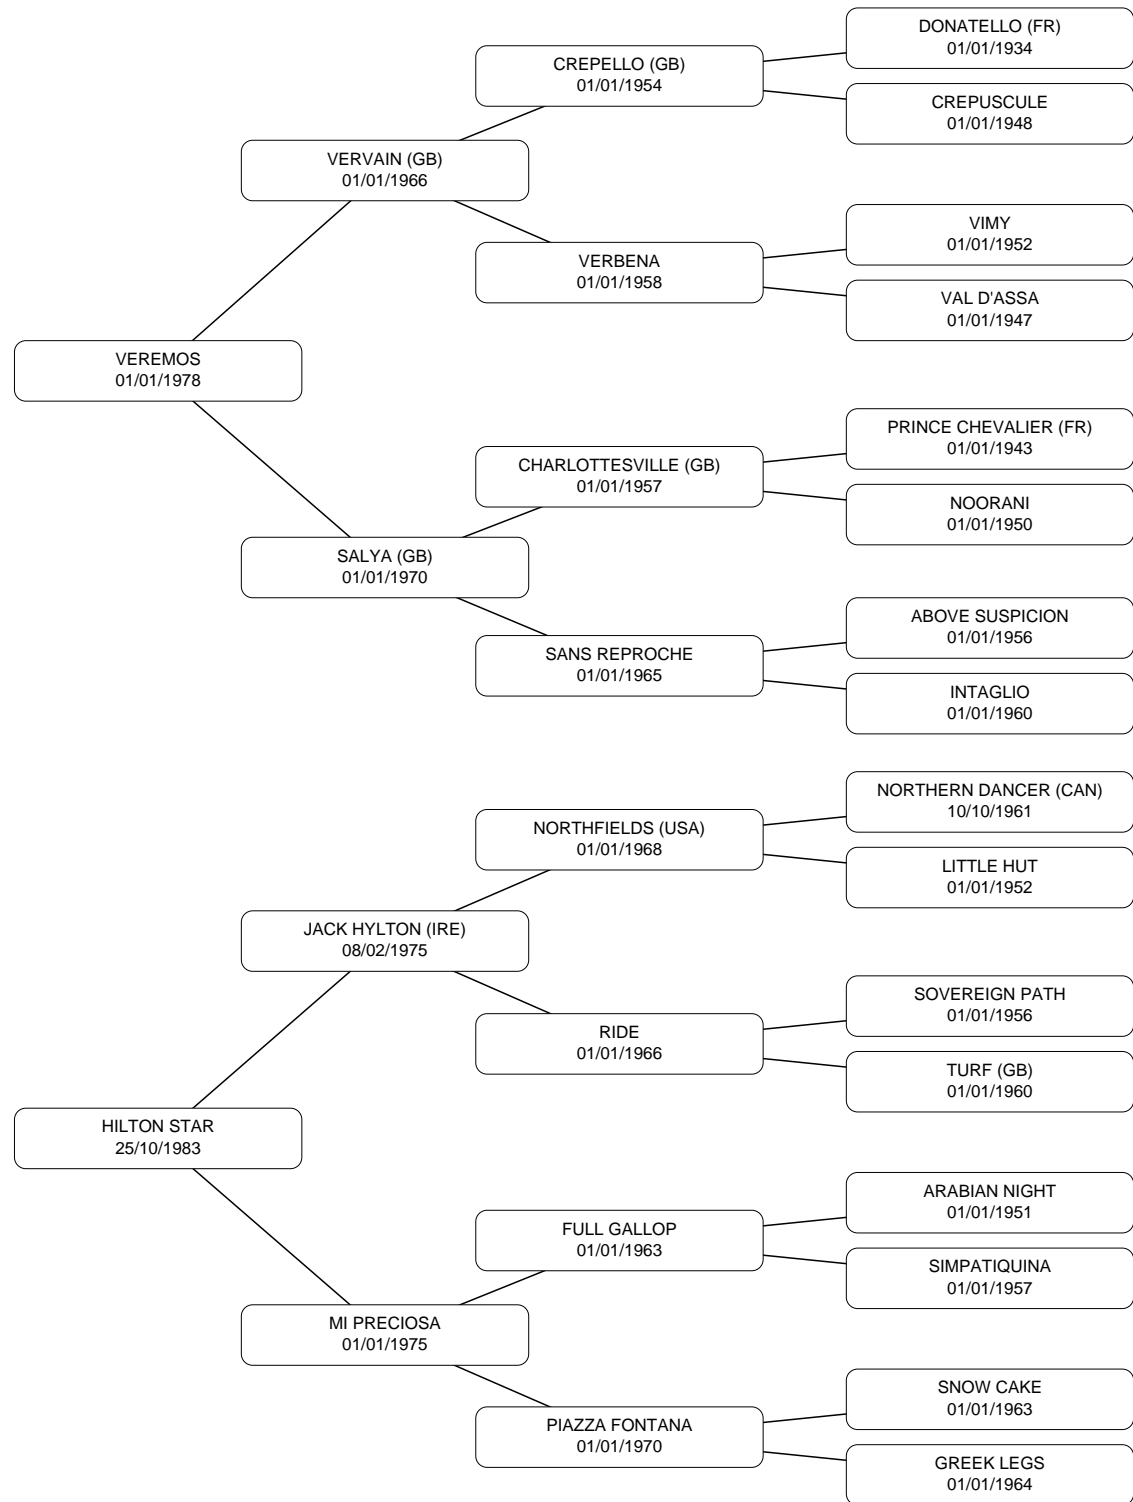 DONATELLO (FR)
01/01/1934
CREPELLO (GB)
01/01/1954
CREPUSCULE
01/01/1948
VERVAIN (GB)
01/01/1966
VIMY
01/01/1952
VERBENA
01/01/1958
VAL D'ASSA
01/01/1947
VEREMOS
01/01/1978
PRINCE CHEVALIER (FR)
01/01/1943
CHARLOTTESVILLE (GB)
01/01/1957
NOORANI
01/01/1950
SALYA (GB)
01/01/1970
ABOVE SUSPICION
01/01/1956
SANS REPROCHE
01/01/1965
INTAGLIO
01/01/1960
NORTHERN DANCER (CAN)
10/10/1961
NORTHFIELDS (USA)
01/01/1968
LITTLE HUT
01/01/1952
JACK HYLTON (IRE)
08/02/1975
SOVEREIGN PATH
01/01/1956
RIDE
01/01/1966
TURF (GB)
01/01/1960
HILTON STAR
25/10/1983
ARABIAN NIGHT
01/01/1951
FULL GALLOP
01/01/1963
SIMPATIQUINA
01/01/1957
MI PRECIOSA
01/01/1975
SNOW CAKE
01/01/1963
PIAZZA FONTANA
01/01/1970
GREEK LEGS
01/01/1964